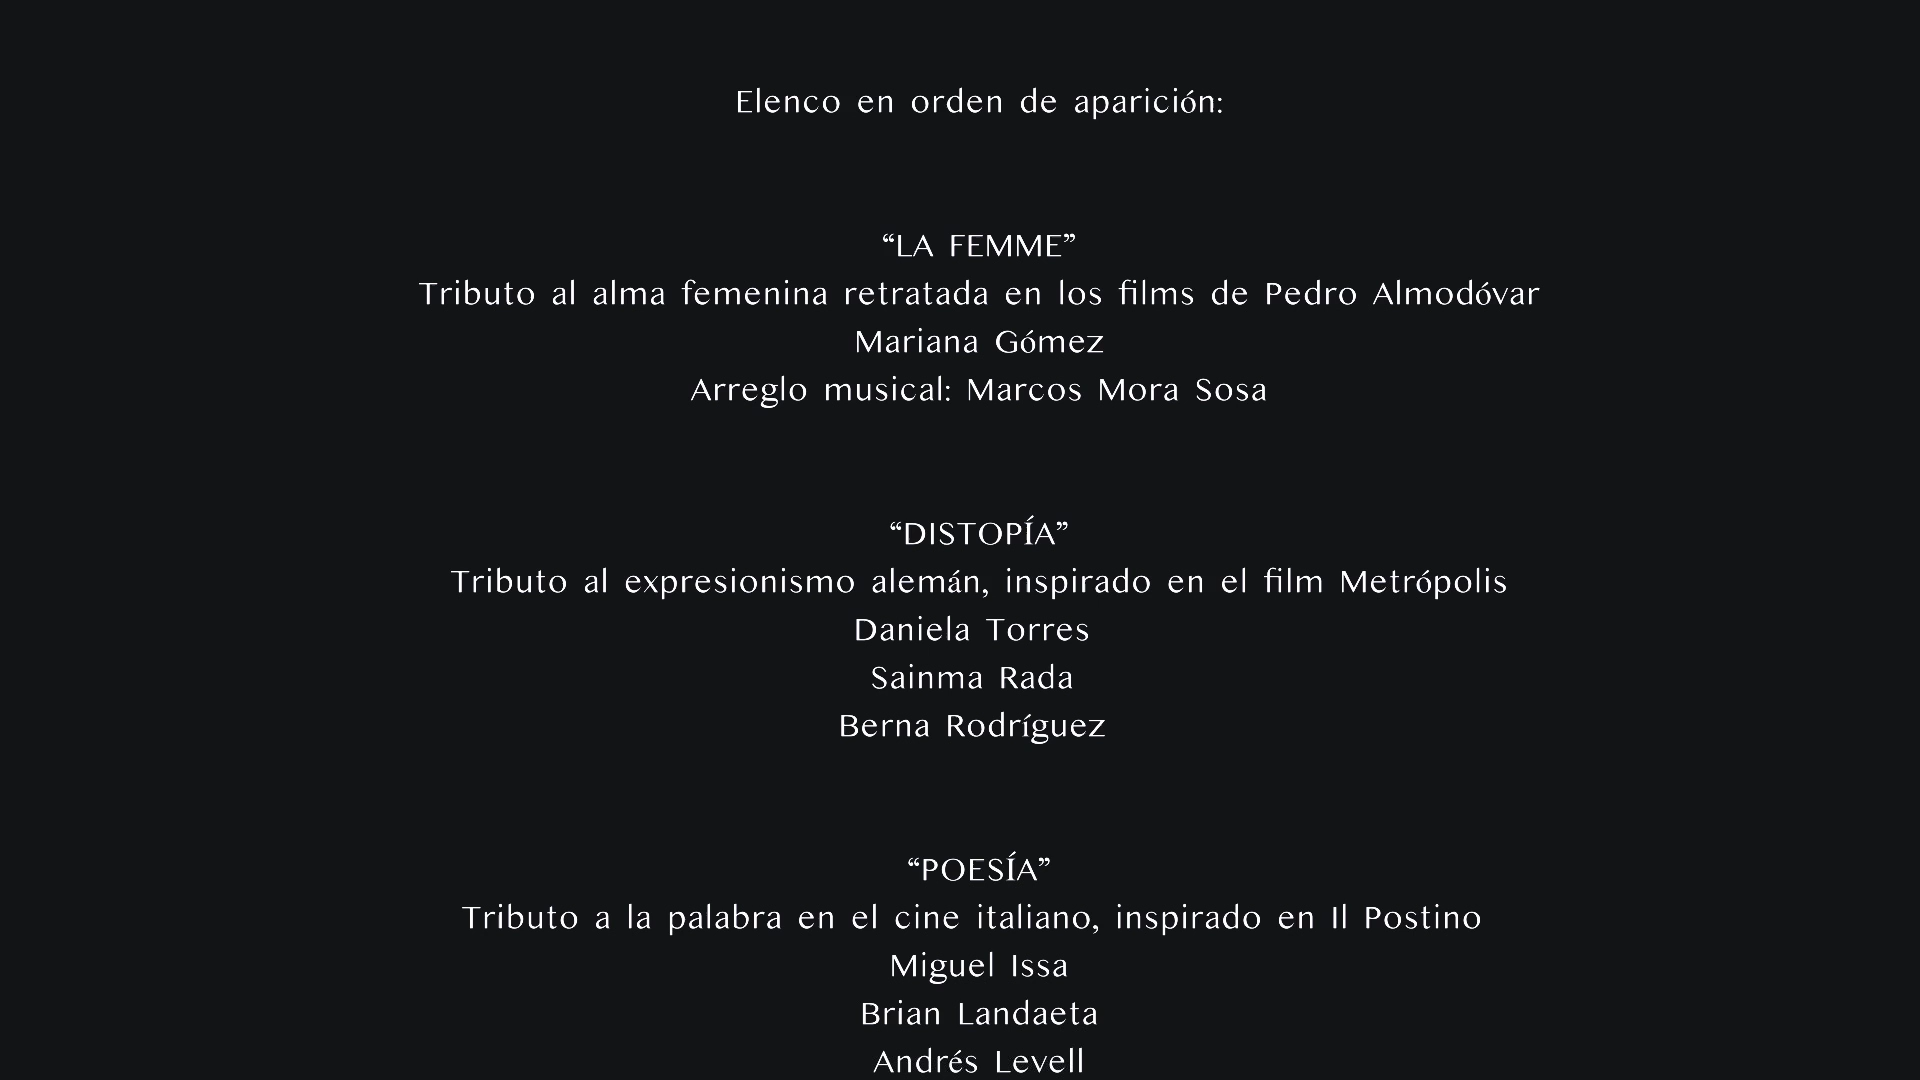 Elenco en orden de aparición:
“LA FEMME”
Tributo al alma femenina retratada en los films de Pedro Almodóvar
Mariana Gómez
Arreglo musical: Marcos Mora Sosa
“DISTOPÍA”
Tributo al expresionismo alemán, inspirado en el film Metrópolis
Daniela Torres
Sainma Rada
Berna Rodríguez
“POESÍA”
Tributo a la palabra en el cine italiano, inspirado en Il Postino
Miguel Issa
Brian Landaeta
Andrés Levell